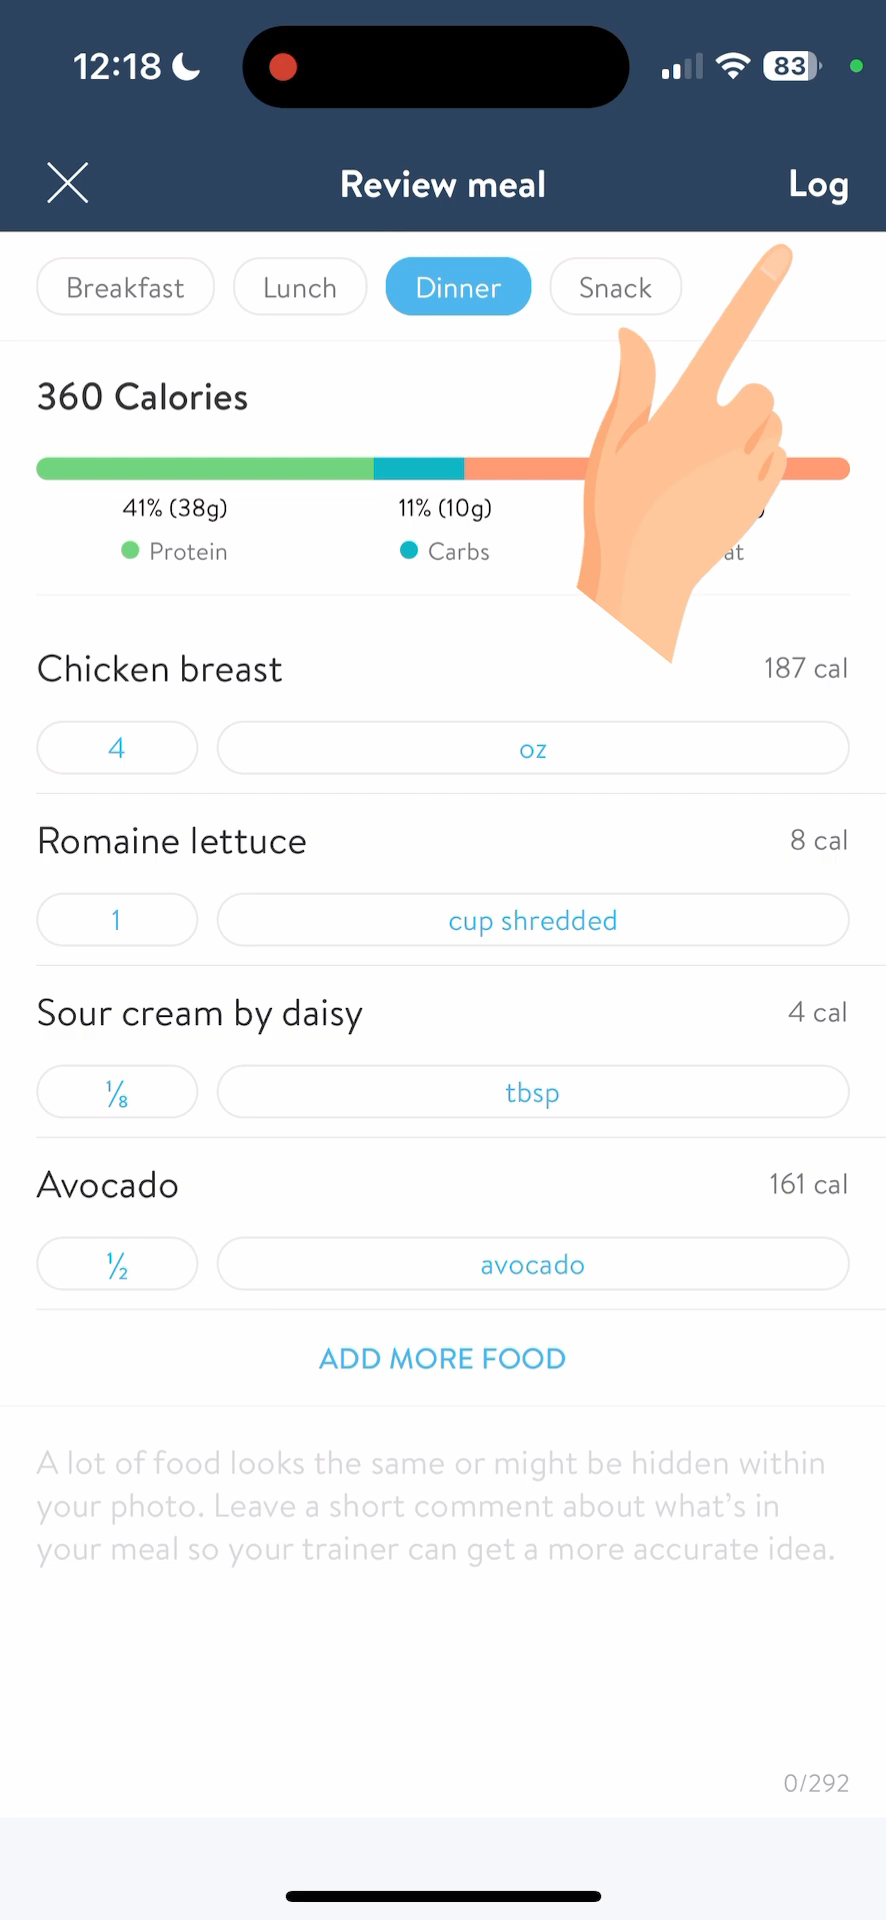 12:18
83
Review meal
Log
Breakfast Lunch Dinner Snack
360 Calories
41% (38g) 11% (10g)
Protein Carbs
Chicken breast 187 cal
4 oz
Romaine lettuce 8 cal
1 cup shredded
Sour cream by daisy 4 cal
⅛ tbsp
Avocado 161 cal
½ avocado
ADD MORE FOOD
A lot of food looks the same or might be hidden within
your photo. Leave a short comment about what's in
your meal so your trainer can get a more accurate idea.
0/292